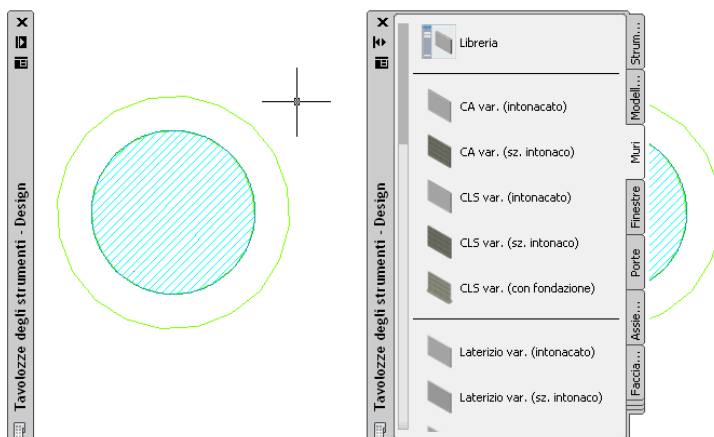 Tavolozze degli strumenti - Design
Tavolozze degli strumenti - Design
Libreria
CA var. (intonacato)
CA var. (sz. intonaco)
CLS var. (intonacato)
CLS var. (sz. intonaco)
CLS var. (con fondazione)
Laterizio var. (intonacato)
Laterizio var. (sz. intonaco)
Strum...
Modell...
Muri
Finestre
Porte
Assie...
Faccia...